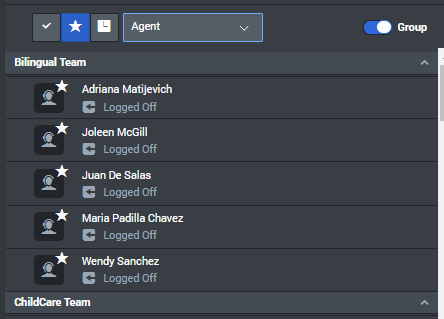 Agent
Group
Bilingual Team
Adriana Matijevich
Logged Off
Joleen McGill
Logged Off
Juan De Salas
Logged Off
Maria Padilla Chavez
Logged Off
Wendy Sanchez
Logged Off
ChildCare Team